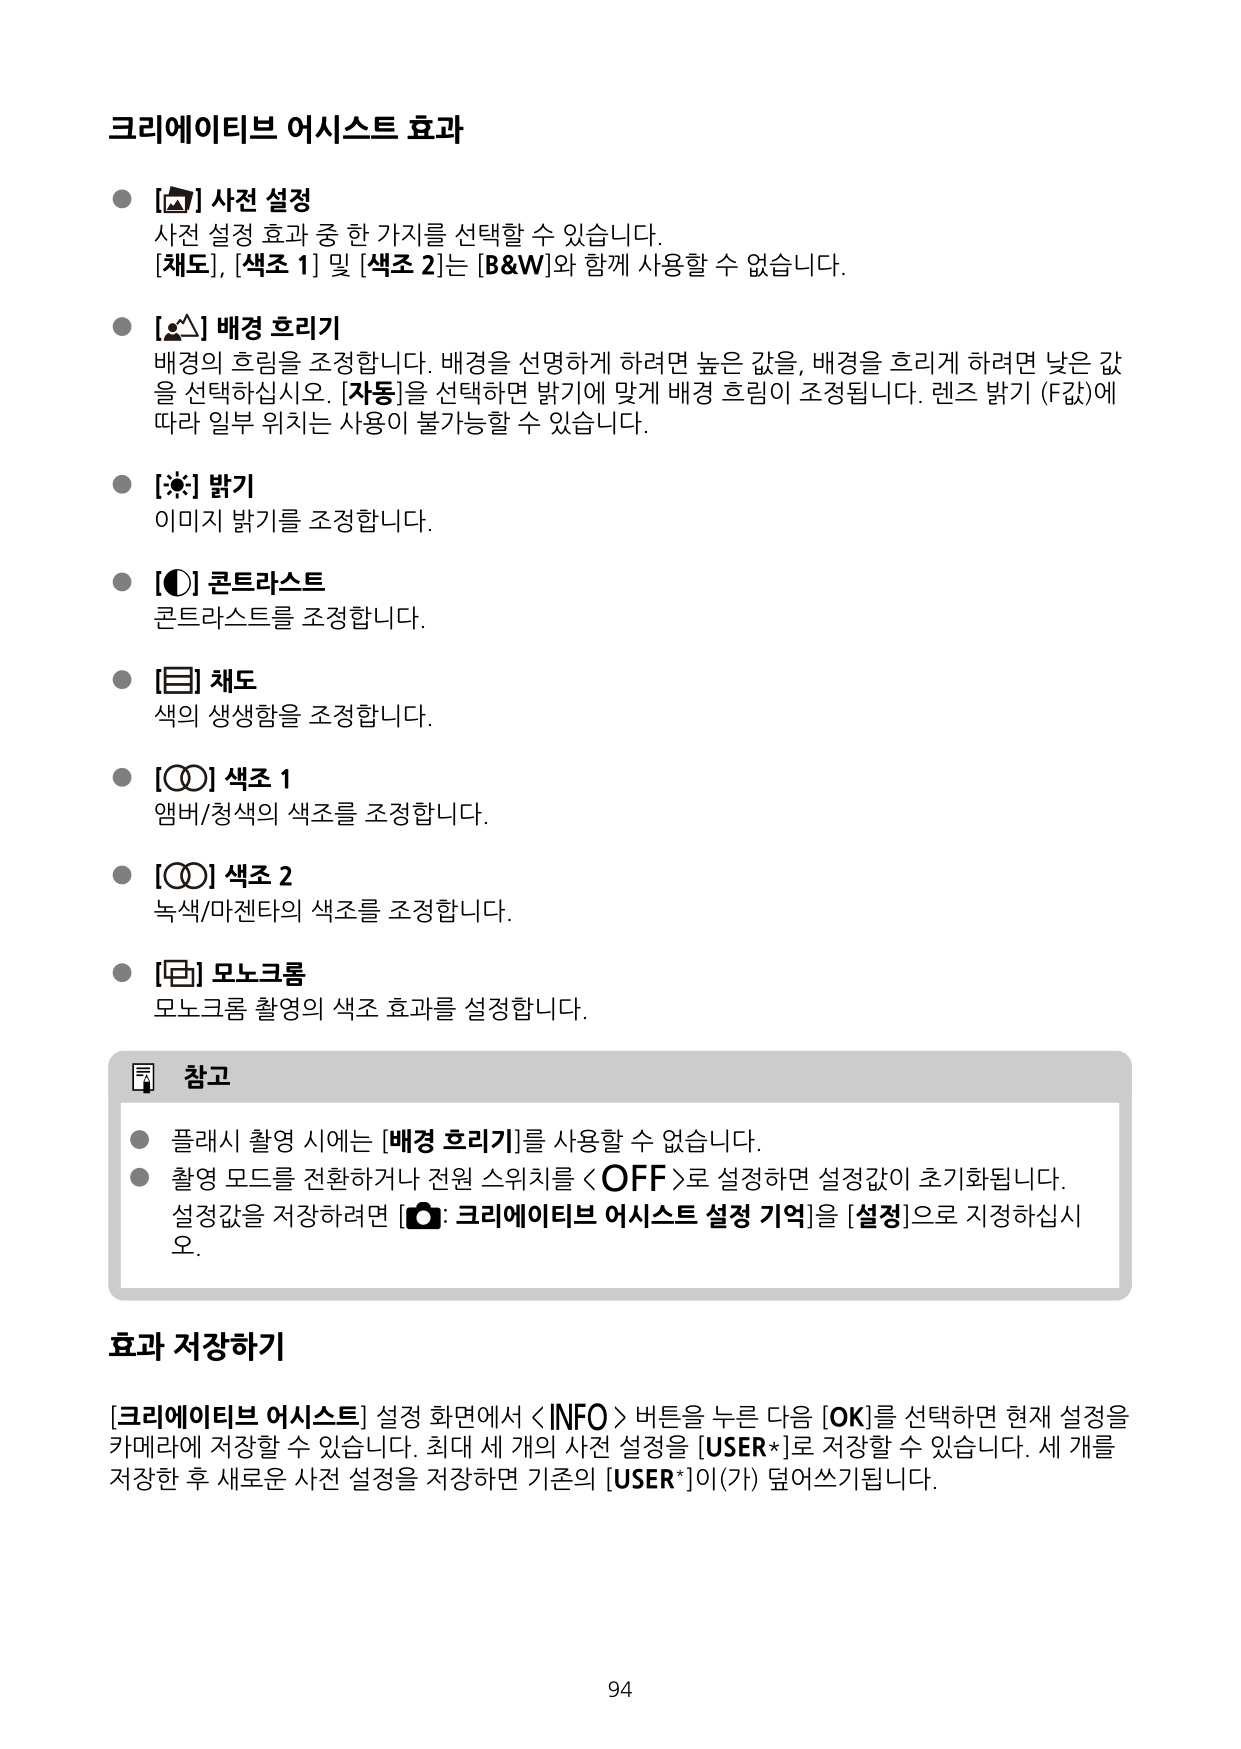 크리에이티브 어시스트 효과
● [] 사전 설정
사전 설정 효과 중 한 가지를 선택할 수 있습니다.
[채도], [색조 1] 및 [색조 2]는 [B&W]와 함께 사용할 수 없습니다.
● [] 배경 흐리기
배경의 흐림을 조정합니다. 배경을 선명하게 하려면 높은 값을, 배경을 흐리게 하려면 낮은 값
을 선택하십시오. [자동]을 선택하면 밝기에 맞게 배경 흐림이 조정됩니다. 렌즈 밝기 (F값)에
따라 일부 위치는 사용이 불가능할 수 있습니다.
● [] 밝기
이미지 밝기를 조정합니다.
● [] 콘트라스트
콘트라스트를 조정합니다.
● [] 채도
색의 생생함을 조정합니다.
● [] 색조 1
앰버/청색의 색조를 조정합니다.
● [] 색조 2
녹색/마젠타의 색조를 조정합니다.
● [] 모노크롬
모노크롬 촬영의 색조 효과를 설정합니다.
참고
● 플래시 촬영 시에는 [배경 흐리기]를 사용할 수 없습니다.
● 촬영 모드를 전환하거나 전원 스위치를 <OFF>로 설정하면 설정값이 초기화됩니다.
설정값을 저장하려면 [: 크리에이티브 어시스트 설정 기억]을 [설정]으로 지정하십시
오.
효과 저장하기
[크리에이티브 어시스트] 설정 화면에서 <INFO> 버튼을 누른 다음 [OK]를 선택하면 현재 설정을
카메라에 저장할 수 있습니다. 최대 세 개의 사전 설정을 [USER*]로 저장할 수 있습니다. 세 개를
저장한 후 새로운 사전 설정을 저장하면 기존의 [USER*]이(가) 덮어쓰기됩니다.
94